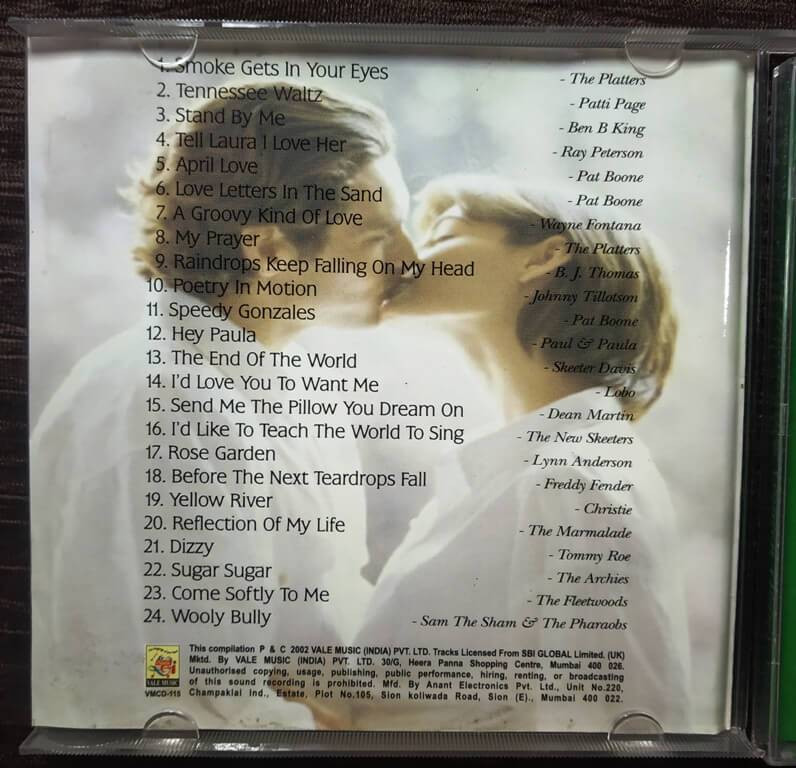 1. Smoke Gets In Your Eyes - The Platters
2. Tennessee Waltz - Patti Page
3. Stand By Me - Ben B King
4. Tell Laura I Love Her - Ray Peterson
5. April Love - Pat Boone
6. Love Letters In The Sand - Pat Boone
7. A Groovy Kind Of Love - Wayne Fontana
8. My Prayer - The Platters
9. Raindrops Keep Falling On My Head - B. J. Thomas
10. Poetry In Motion - Johnny Tillotson
11. Speedy Gonzales - Pat Boone
12. Hey Paula - Paul & Paula
13. The End Of The World - Skeeter Davis
14. I'd Love You To Want Me - Lobo
15. Send Me The Pillow You Dream On - Dean Martin
16. I'd Like To Teach The World To Sing - The New Skeeters
17. Rose Garden - Lynn Anderson
18. Before The Next Teardrops Fall - Freddy Fender
19. Yellow River - Christie
20. Reflection Of My Life - The Marmalade
21. Dizzy - Tommy Roe
22. Sugar Sugar - The Archies
23. Come Softly To Me - The Fleetwoods
24. Wooly Bully - Sam The Sham & The Pharaobs
VALE MUSIC
VMCD-115
This compilation P & C 2002 VALE MUSIC (INDIA) PVT. LTD. Tracks Licensed From SBI GLOBAL Limited. (UK)
Mktd. By VALE MUSIC (INDIA) PVT. LTD. 30/G, Heera Panna Shopping Centre, Mumbai 400 026.
Unauthorised copying, usage, publishing, public performance, hiring, renting, or broadcasting
of this sound recording is prohibited. Mfd. By Anant Electronics Pvt. Ltd., Unit No.220,
Champaklal Ind., Estate, Plot No.105, Sion koliwada Road, Sion (E)., Mumbai 400 022.